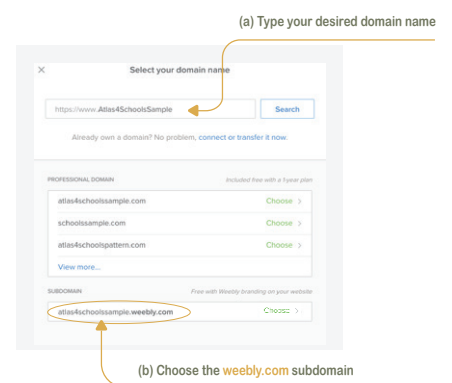 (a) Type your desired domain name
× Select your domain name
https://www.Atlas4SchoolsSample Search
Already own a domain? No problem, connect or transfer it now.
PROFESSIONAL DOMAIN Included free with a 1-year plan
atlas4schoolssample.com Choose >
schoolssample.com Choose >
atlas4schoolspattern.com Choose >
View more...
SUBDOMAIN Free with Weebly branding on your website
atlas4schoolssample.weebly.com Choose >
(b) Choose the weebly.com subdomain